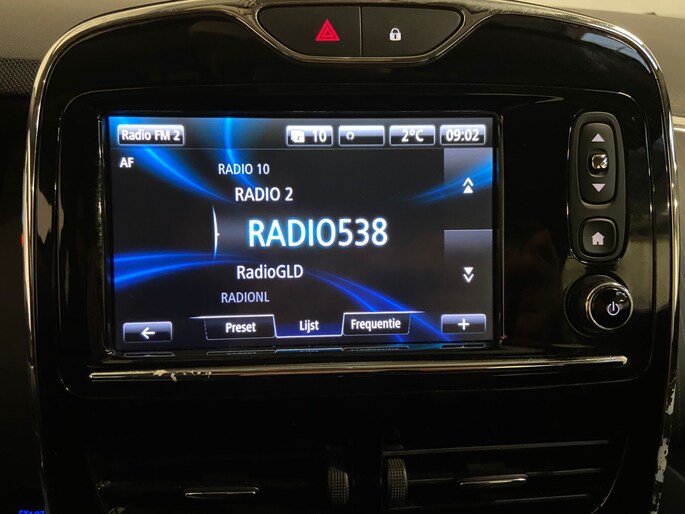 Radio FM 2
10
2°C
09:02
AF
RADIO 10
RADIO 2
RADIO538
RadioGLD
RADIONL
Preset
Lijst
Frequentie
+